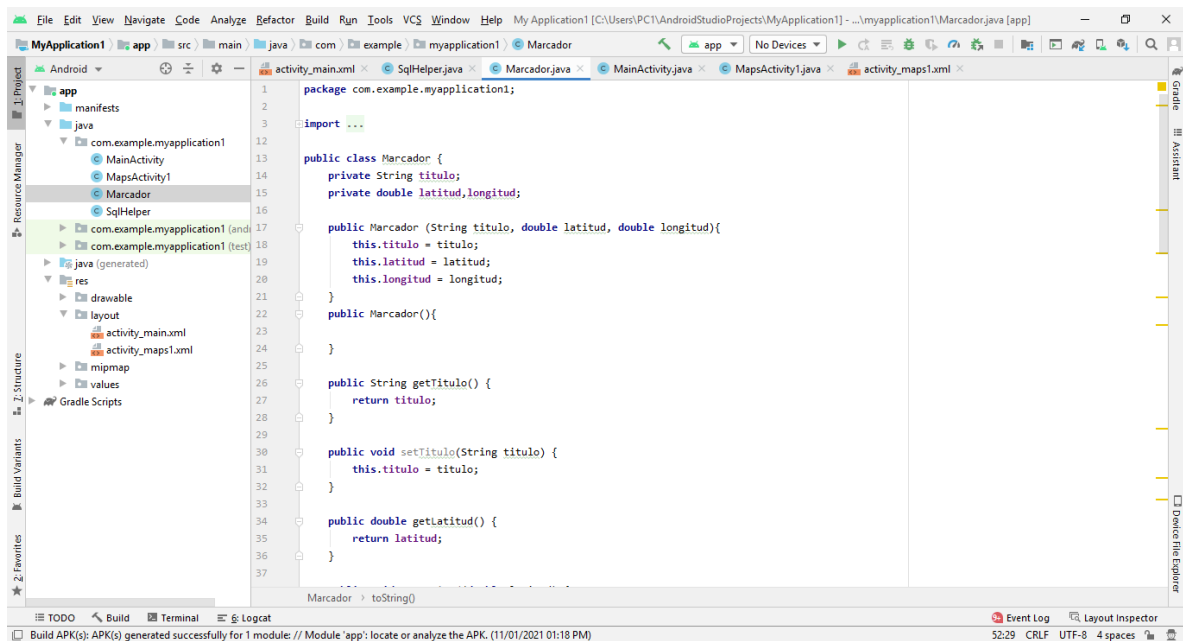 File Edit View Navigate Code Analyze Refactor Build Run Tools VCS Window Help My Application1 [C:\Users\PC1\AndroidStudioProjects\MyApplication1] - ...\myapplication1\Marcador.java [app]
MyApplication1 app src main java com example myapplication1 Marcador
app No Devices
Android
activity_main.xml SqlHelper.java Marcador.java MainActivity.java MapsActivity1.java activity_maps1.xml
1: Project
Resource Manager
Z: Structure
Build Variants
2: Favorites
app
manifests
java
com.example.myapplication1
MainActivity
MapsActivity1
Marcador
SqlHelper
com.example.myapplication1 (andr
com.example.myapplication1 (test)
java (generated)
res
drawable
layout
activity_main.xml
activity_maps1.xml
mipmap
values
Gradle Scripts
1 package com.example.myapplication1;
2
3 import ...
12
13 public class Marcador {
14 private String titulo;
15 private double latitud,longitud;
16
17 public Marcador (String titulo, double latitud, double longitud){
18 this.titulo = titulo;
19 this.latitud = latitud;
20 this.longitud = longitud;
21 }
22 public Marcador(){
23
24 }
25
26 public String getTitulo() {
27 return titulo;
28 }
29
30 public void setTitulo(String titulo) {
31 this.titulo = titulo;
32 }
33
34 public double getLatitud() {
35 return latitud;
36 }
37
Marcador toString()
Gradle
Assistant
Device File Explorer
TODO Build Terminal 6: Logcat
Event Log Layout Inspector
Build APK(s): APK(s) generated successfully for 1 module: // Module 'app': locate or analyze the APK. (11/01/2021 01:18 PM)
52:29 CRLF UTF-8 4 spaces